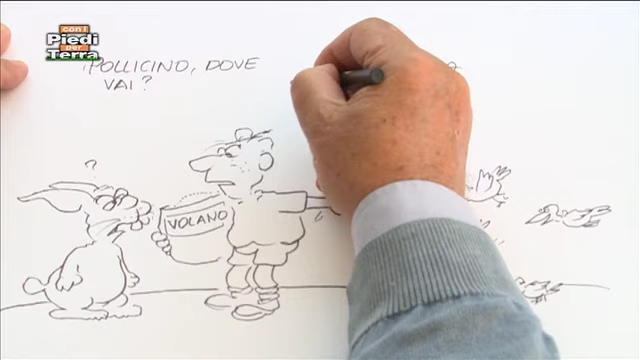 con i
Piedi
per
Terra
POLLICINO, DOVE
VAI?
VOLANO
?